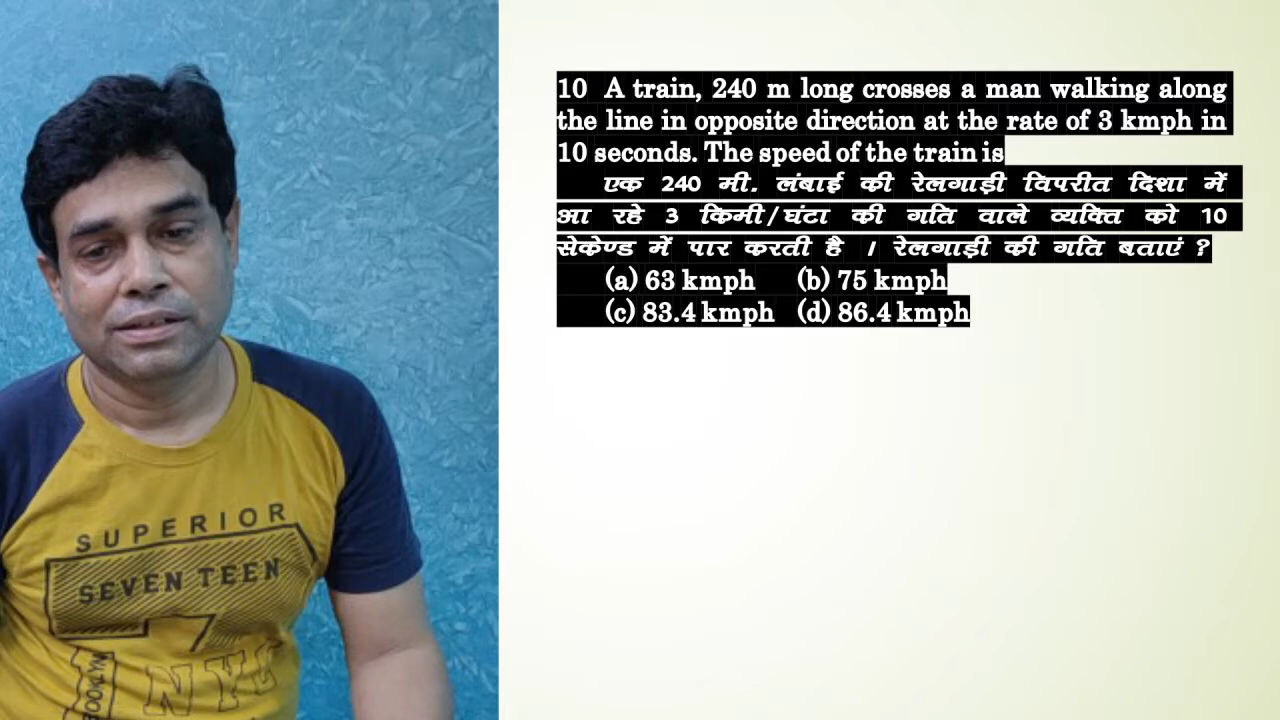 10 A train, 240 m long crosses a man walking along
the line in opposite direction at the rate of 3 kmph in
10 seconds. The speed of the train is
एक 240 मी. लंबाई की रेलगाड़ी विपरीत दिशा में
आ रहे 3 किमी/घंटा की गति वाले व्यक्ति को 10
सेकेण्ड में पार करती है । रेलगाड़ी की गति बताएं ?
(a) 63 kmph (b) 75 kmph
(c) 83.4 kmph (d) 86.4 kmph
SUPERIOR
SEVEN TEEN
7
NYC